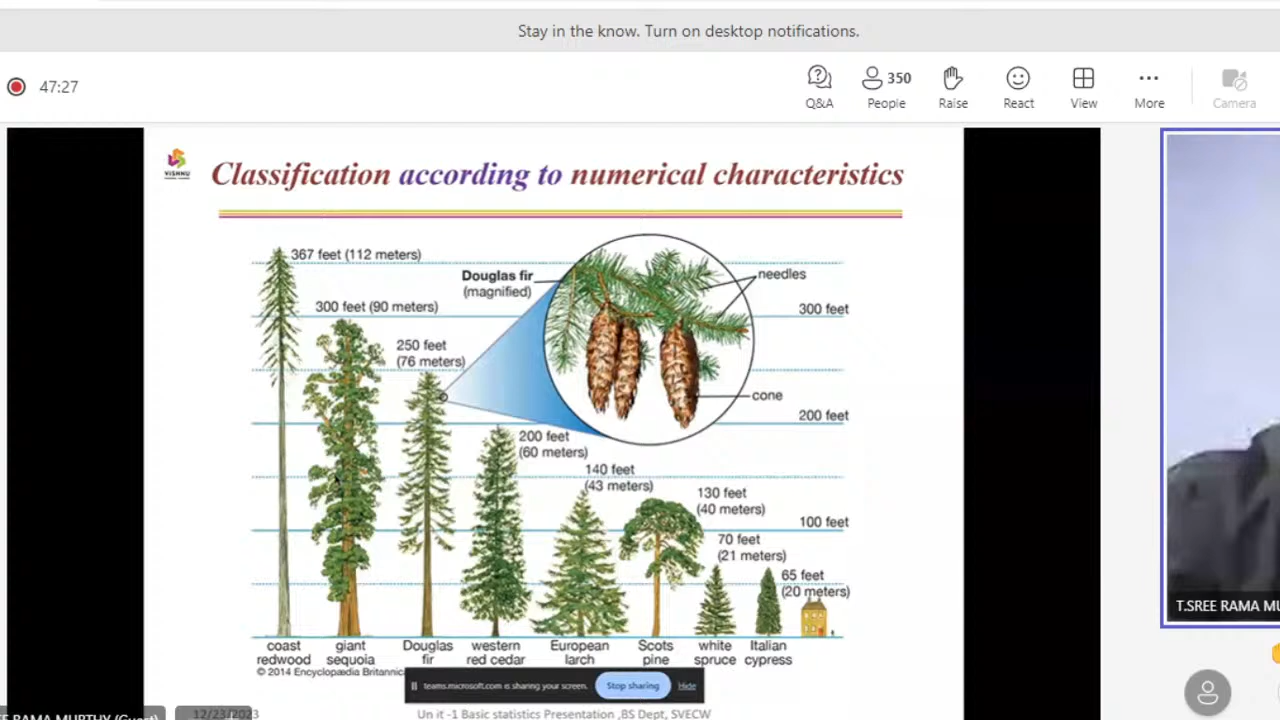 Stay in the know. Turn on desktop notifications.
47:27
Q&A
350
People
Raise
React
View
More
Camera
VISHNU
Classification according to numerical characteristics
367 feet (112 meters)
Douglas fir
(magnified)
needles
300 feet (90 meters)
300 feet
250 feet
(76 meters)
cone
200 feet
200 feet
(60 meters)
140 feet
(43 meters)
130 feet
(40 meters)
100 feet
70 feet
(21 meters)
65 feet
(20 meters)
coast
redwood
giant
sequoia
Douglas
fir
western
red cedar
European
larch
Scots
pine
white
spruce
Italian
cypress
© 2014 Encyclopædia Britannic
teams.microsoft.com is sharing your screen.
Stop sharing
Hide
T.SREE RAMA MU
RAMA MURTHY (Guest)
12/23/2023
Un it -1 Basic statistics Presentation ,BS Dept, SVECW